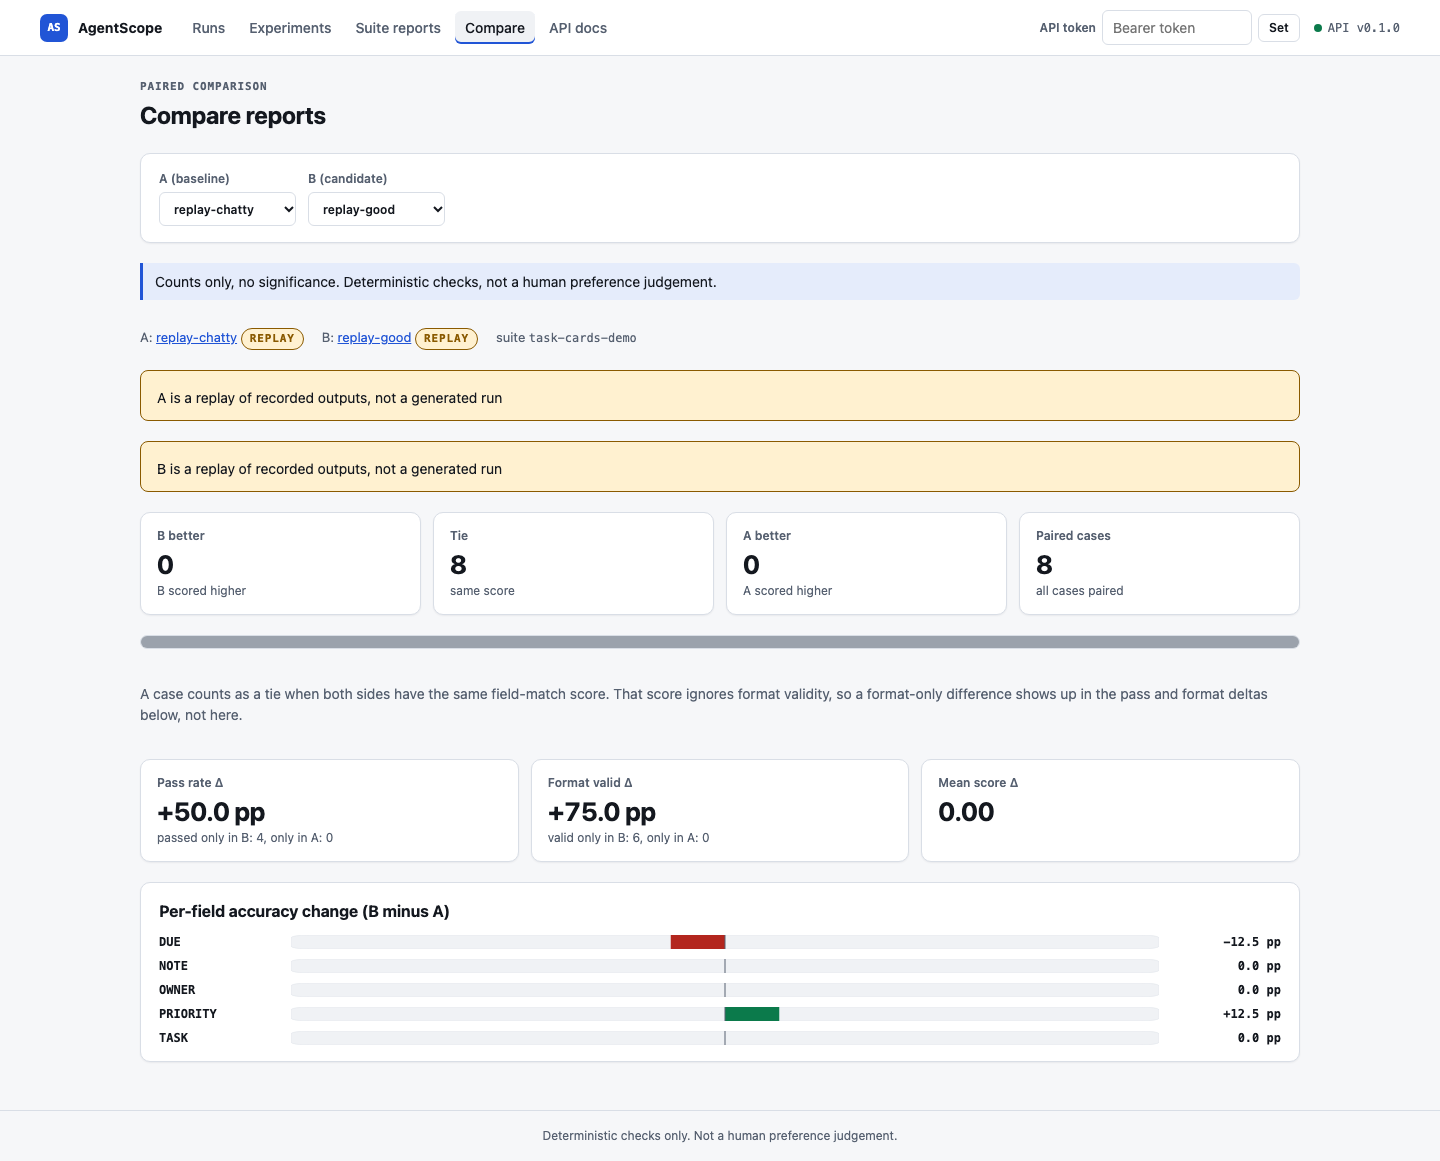 AS AgentScope Runs Experiments Suite reports Compare API docs API token Bearer token Set API v0.1.0
PAIRED COMPARISON
Compare reports
A (baseline) B (candidate)
replay-chatty replay-good
Counts only, no significance. Deterministic checks, not a human preference judgement.
A: replay-chatty REPLAY B: replay-good REPLAY suite task-cards-demo
A is a replay of recorded outputs, not a generated run
B is a replay of recorded outputs, not a generated run
B better Tie A better Paired cases
0 8 0 8
B scored higher same score A scored higher all cases paired
A case counts as a tie when both sides have the same field-match score. That score ignores format validity, so a format-only difference shows up in the pass and format deltas
below, not here.
Pass rate Δ Format valid Δ Mean score Δ
+50.0 pp +75.0 pp 0.00
passed only in B: 4, only in A: 0 valid only in B: 6, only in A: 0
Per-field accuracy change (B minus A)
DUE −12.5 pp
NOTE 0.0 pp
OWNER 0.0 pp
PRIORITY +12.5 pp
TASK 0.0 pp
Deterministic checks only. Not a human preference judgement.